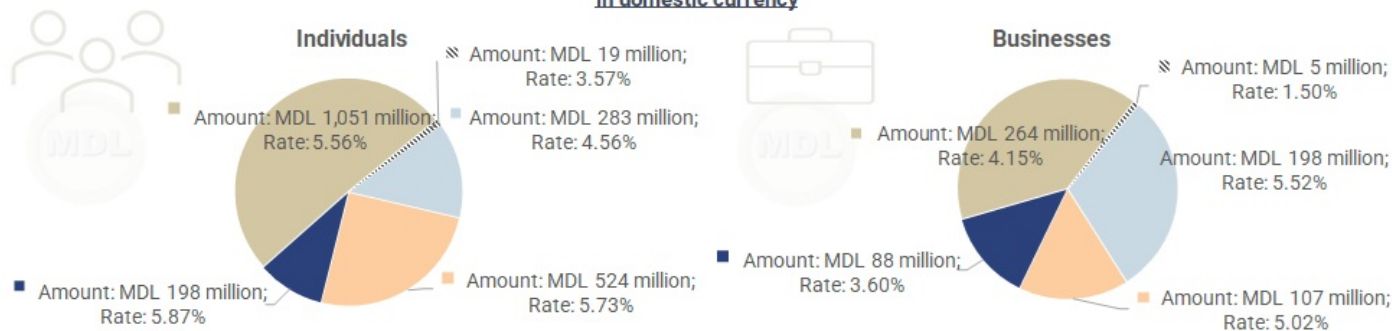 in domestic currency
Individuals
Amount: MDL 19 million;
Rate: 3.57%
Amount: MDL 1,051 million;
Rate: 5.56%
Amount: MDL 283 million;
Rate: 4.56%
MDL
Amount: MDL 198 million;
Rate: 5.87%
Amount: MDL 524 million;
Rate: 5.73%
Businesses
Amount: MDL 5 million;
Rate: 1.50%
Amount: MDL 264 million;
Rate: 4.15%
MDL
Amount: MDL 198 million;
Rate: 5.52%
Amount: MDL 88 million;
Rate: 3.60%
Amount: MDL 107 million;
Rate: 5.02%